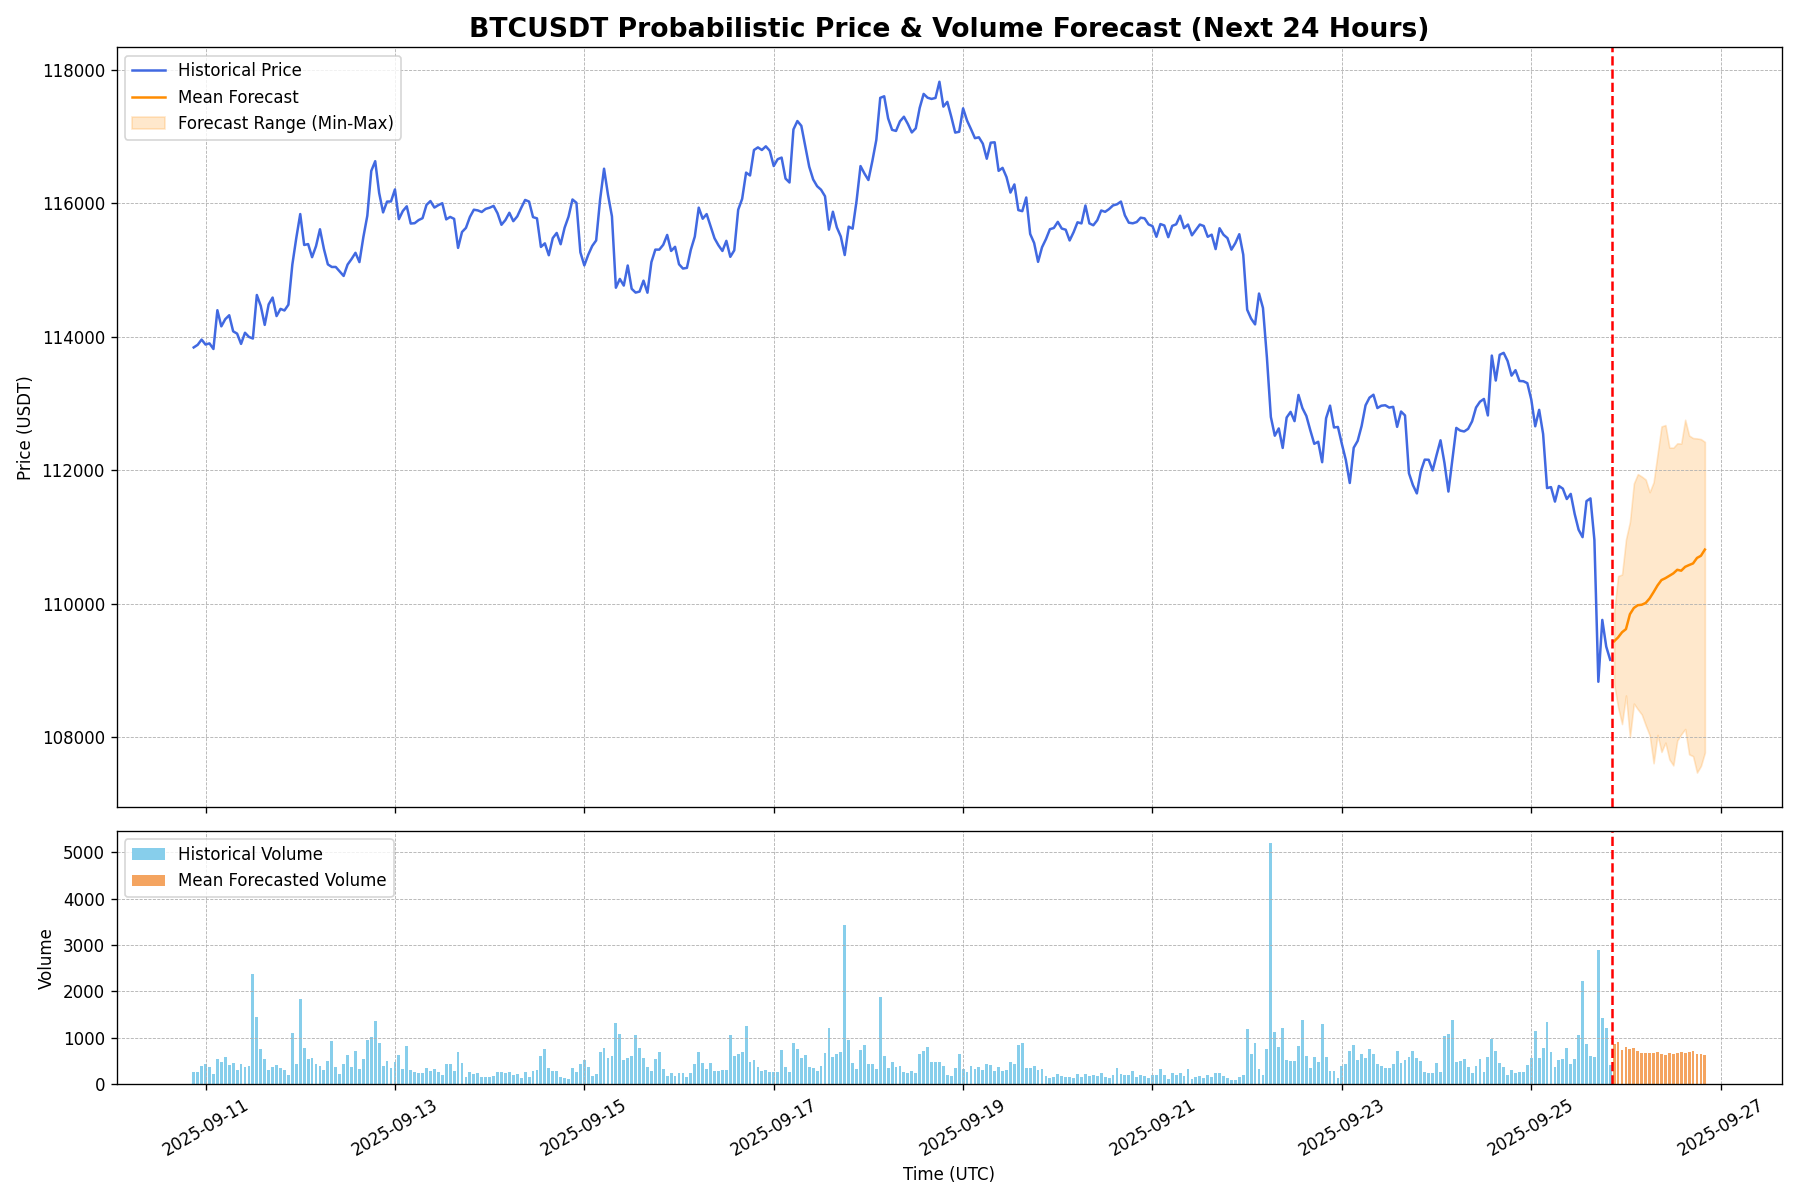 BTCUSDT Probabilistic Price & Volume Forecast (Next 24 Hours)
Historical Price
Mean Forecast
Forecast Range (Min-Max)
118000
116000
114000
112000
110000
108000
Price (USDT)
Historical Volume
Mean Forecasted Volume
5000
4000
3000
2000
1000
0
Volume
2025-09-11
2025-09-13
2025-09-15
2025-09-17
2025-09-19
2025-09-21
2025-09-23
2025-09-25
2025-09-27
Time (UTC)